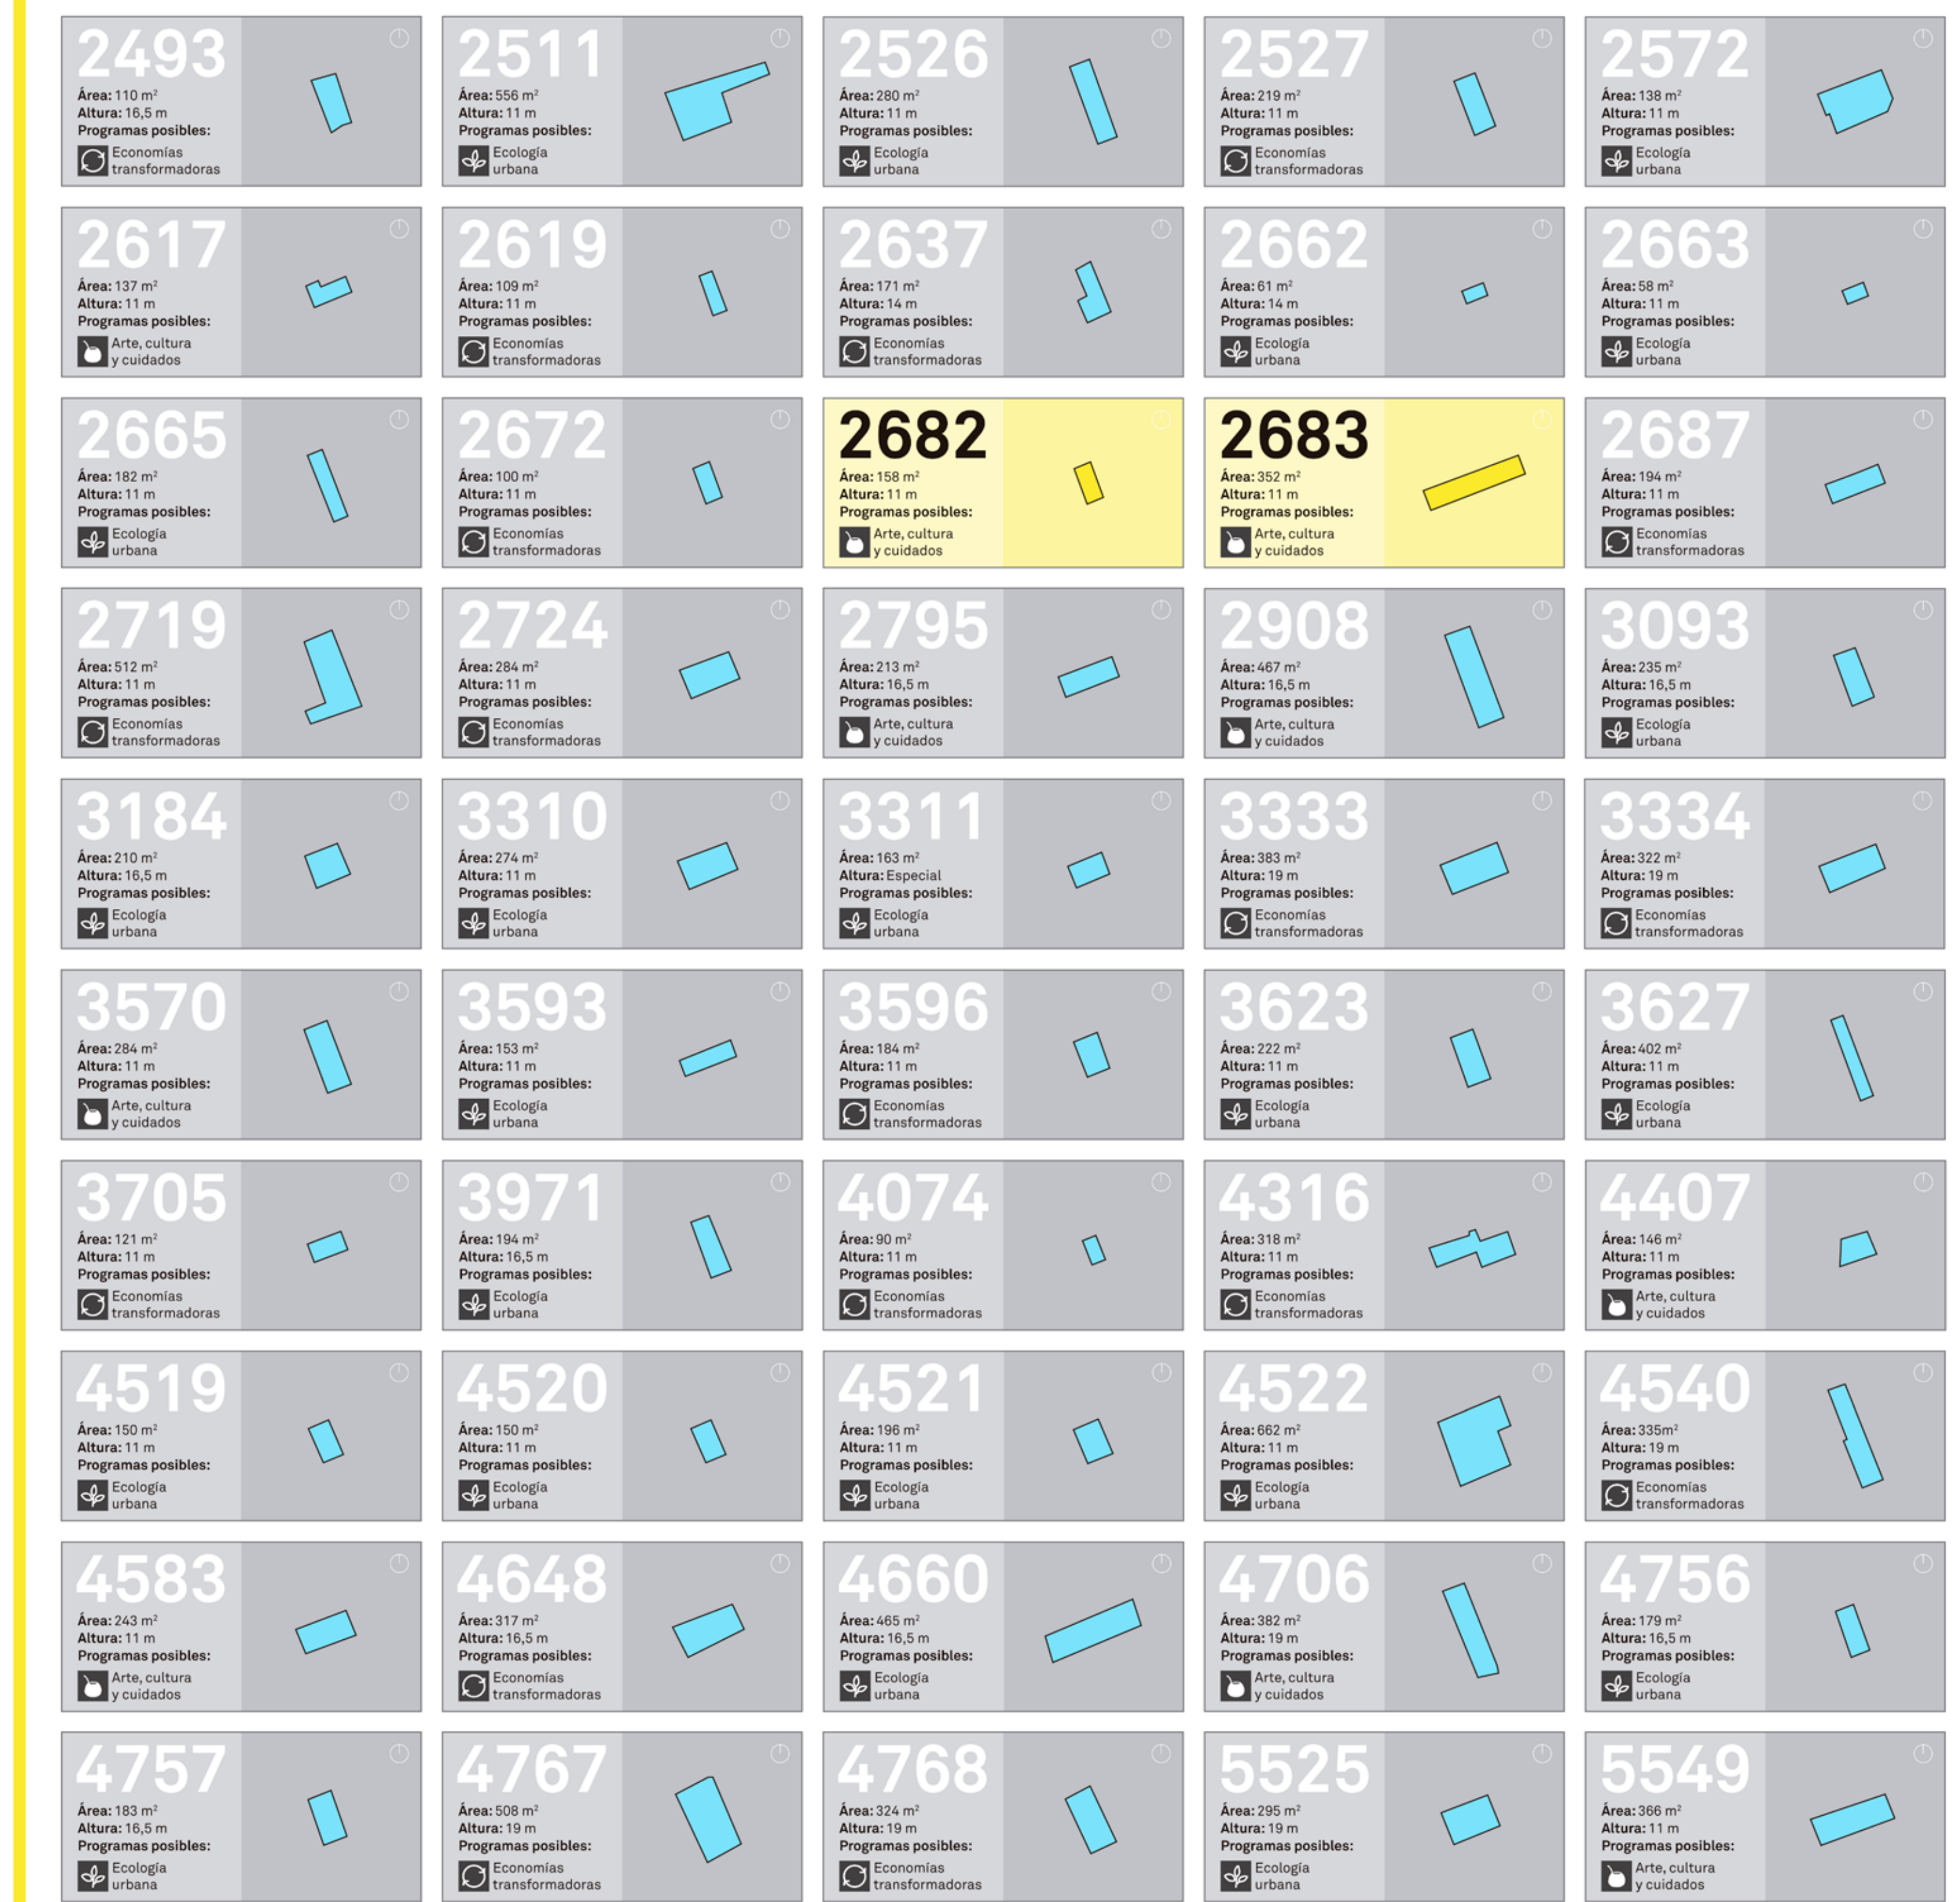 2493
Área: 110 m²
Altura: 16,5 m
Programas posibles:
Economías
transformadoras
2511
Área: 556 m²
Altura: 11 m
Programas posibles:
Ecología
urbana
2526
Área: 280 m²
Altura: 11 m
Programas posibles:
Ecología
urbana
2527
Área: 219 m²
Altura: 11 m
Programas posibles:
Economías
transformadoras
2572
Área: 138 m²
Altura: 11 m
Programas posibles:
Ecología
urbana
2617
Área: 137 m²
Altura: 11 m
Programas posibles:
Arte, cultura
y cuidados
2619
Área: 109 m²
Altura: 11 m
Programas posibles:
Economías
transformadoras
2637
Área: 171 m²
Altura: 14 m
Programas posibles:
Economías
transformadoras
2662
Área: 61 m²
Altura: 14 m
Programas posibles:
Ecología
urbana
2663
Área: 58 m²
Altura: 11 m
Programas posibles:
Ecología
urbana
2665
Área: 182 m²
Altura: 11 m
Programas posibles:
Ecología
urbana
2672
Área: 100 m²
Altura: 11 m
Programas posibles:
Economías
transformadoras
2682
Área: 158 m²
Altura: 11 m
Programas posibles:
Arte, cultura
y cuidados
2683
Área: 352 m²
Altura: 11 m
Programas posibles:
Arte, cultura
y cuidados
2687
Área: 194 m²
Altura: 11 m
Programas posibles:
Economías
transformadoras
2719
Área: 512 m²
Altura: 11 m
Programas posibles:
Economías
transformadoras
2724
Área: 284 m²
Altura: 11 m
Programas posibles:
Economías
transformadoras
2795
Área: 213 m²
Altura: 16,5 m
Programas posibles:
Arte, cultura
y cuidados
2908
Área: 467 m²
Altura: 16,5 m
Programas posibles:
Arte, cultura
y cuidados
3093
Área: 235 m²
Altura: 16,5 m
Programas posibles:
Ecología
urbana
3184
Área: 210 m²
Altura: 16,5 m
Programas posibles:
Ecología
urbana
3310
Área: 274 m²
Altura: 11 m
Programas posibles:
Ecología
urbana
3311
Área: 163 m²
Altura: Especial
Programas posibles:
Ecología
urbana
3333
Área: 383 m²
Altura: 19 m
Programas posibles:
Economías
transformadoras
3334
Área: 322 m²
Altura: 19 m
Programas posibles:
Economías
transformadoras
3570
Área: 284 m²
Altura: 11 m
Programas posibles:
Arte, cultura
y cuidados
3593
Área: 153 m²
Altura: 11 m
Programas posibles:
Ecología
urbana
3596
Área: 184 m²
Altura: 11 m
Programas posibles:
Economías
transformadoras
3623
Área: 222 m²
Altura: 11 m
Programas posibles:
Ecología
urbana
3627
Área: 402 m²
Altura: 11 m
Programas posibles:
Ecología
urbana
3705
Área: 121 m²
Altura: 11 m
Programas posibles:
Economías
transformadoras
3971
Área: 194 m²
Altura: 16,5 m
Programas posibles:
Ecología
urbana
4074
Área: 90 m²
Altura: 11 m
Programas posibles:
Economías
transformadoras
4316
Área: 318 m²
Altura: 11 m
Programas posibles:
Economías
transformadoras
4407
Área: 146 m²
Altura: 11 m
Programas posibles:
Arte, cultura
y cuidados
4519
Área: 150 m²
Altura: 11 m
Programas posibles:
Ecología
urbana
4520
Área: 150 m²
Altura: 11 m
Programas posibles:
Ecología
urbana
4521
Área: 196 m²
Altura: 11 m
Programas posibles:
Ecología
urbana
4522
Área: 662 m²
Altura: 11 m
Programas posibles:
Ecología
urbana
4540
Área: 335m²
Altura: 19 m
Programas posibles:
Economías
transformadoras
4583
Área: 243 m²
Altura: 11 m
Programas posibles:
Arte, cultura
y cuidados
4648
Área: 317 m²
Altura: 16,5 m
Programas posibles:
Economías
transformadoras
4660
Área: 465 m²
Altura: 16,5 m
Programas posibles:
Ecología
urbana
4706
Área: 382 m²
Altura: 19 m
Programas posibles:
Arte, cultura
y cuidados
4756
Área: 179 m²
Altura: 16,5 m
Programas posibles:
Ecología
urbana
4757
Área: 183 m²
Altura: 16,5 m
Programas posibles:
Ecología
urbana
4767
Área: 508 m²
Altura: 19 m
Programas posibles:
Economías
transformadoras
4768
Área: 324 m²
Altura: 19 m
Programas posibles:
Economías
transformadoras
5525
Área: 295 m²
Altura: 19 m
Programas posibles:
Ecología
urbana
5549
Área: 366 m²
Altura: 11 m
Programas posibles:
Arte, cultura
y cuidados